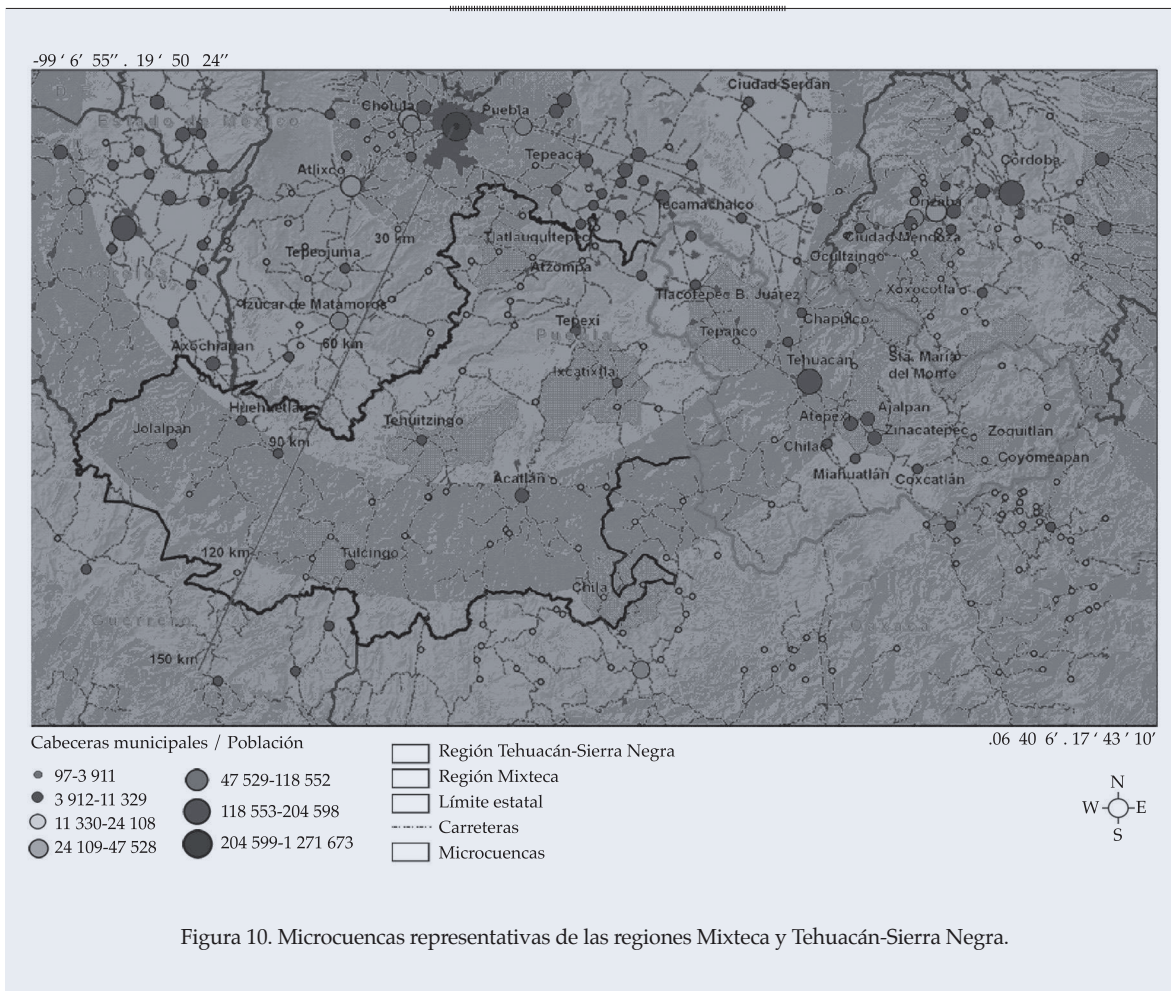 -99 ‘ 6’ 55’’ . 19 ‘ 50 24’’
Ciudad Serdán
Cholula
Puebla
Estado de México
Tepeaca
Córdoba
Atlixco
Tecamachalco
Orizaba
30 km
Tlatlauquitepec
Ciudad Mendoza
Tepeojuma
Atzompa
Ocultzingo
Tlacotepec B. Juárez
Xoxocotla
Izúcar de Matamoros
Tepexi
Chapulco
Puebla
Tepanco
60 km
Axochiapan
Tehuacán
Sta. María
del Monte
Ixcatixtla
Huehuetlán
Tehuitzingo
Atepexi
Ajalpan
Jolalpan
Zinacatepec
Zoquitlán
90 km
Chilac
Coyomeapan
Miahuatlán
Coxcatlán
Acatlán
120 km
Tulcingo
Chila
Guerrero
Oaxaca
150 km
Cabeceras municipales / Población
.06 40 6’ . 17 ‘ 43 ’ 10’
97-3 911
3 912-11 329
11 330-24 108
24 109-47 528
47 529-118 552
118 553-204 598
204 599-1 271 673
Región Tehuacán-Sierra Negra
Región Mixteca
Límite estatal
Carreteras
Microcuencas
N
W E
S
Figura 10. Microcuencas representativas de las regiones Mixteca y Tehuacán-Sierra Negra.